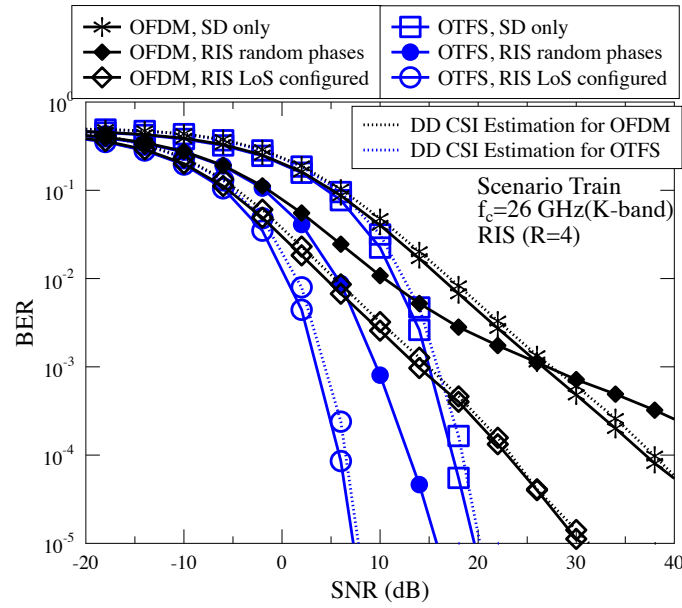 OFDM, SD only
OFDM, RIS random phases
OFDM, RIS LoS configured
OTFS, SD only
OTFS, RIS random phases
OTFS, RIS LoS configured
DD CSI Estimation for OFDM
DD CSI Estimation for OTFS
Scenario Train
f_c=26 GHz(K-band)
RIS (R=4)
BER
10^0
10^-1
10^-2
10^-3
10^-4
10^-5
-20 -10 0 10 20 30 40
SNR (dB)